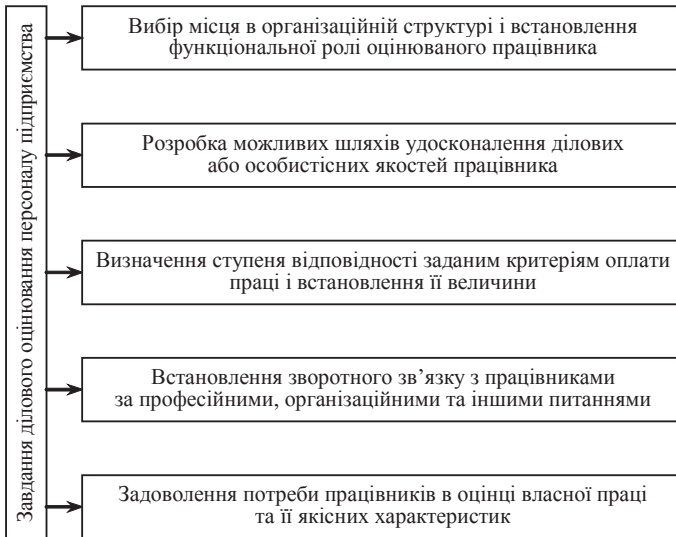 Завдання ділового оцінювання персоналу підприємства
Вибір місця в організаційній структурі і встановлення
функціональної ролі оцінюваного працівника
Розробка можливих шляхів удосконалення ділових
або особистісних якостей працівника
Визначення ступеня відповідності заданим критеріям оплати
праці і встановлення її величини
Встановлення зворотного зв’язку з працівниками
за професійними, організаційними та іншими питаннями
Задоволення потреби працівників в оцінці власної праці
та її якісних характеристик